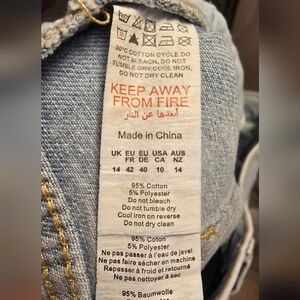 30°C COTTON CYCLE. DO
NOT BLEACH, DO NOT
TUMBLE DRY, COOL IRON,
DO NOT DRY CLEAN
KEEP AWAY
FROM FIRE
أبعدها عن النار
Made in China
UK EU EU USA AUS
FR DE CA NZ
14 42 40 10 14
95% Cotton
5% Polyester
Do not bleach
Do not tumble dry
Cool iron on reverse
Do not dry clean
95% Coton
5% Polyester
Ne pas passer à l'eau de javel
Ne pas faire sécher en machine
Repasser à froid et retourné
Ne pas nettoyer à sec
95% Baumwolle